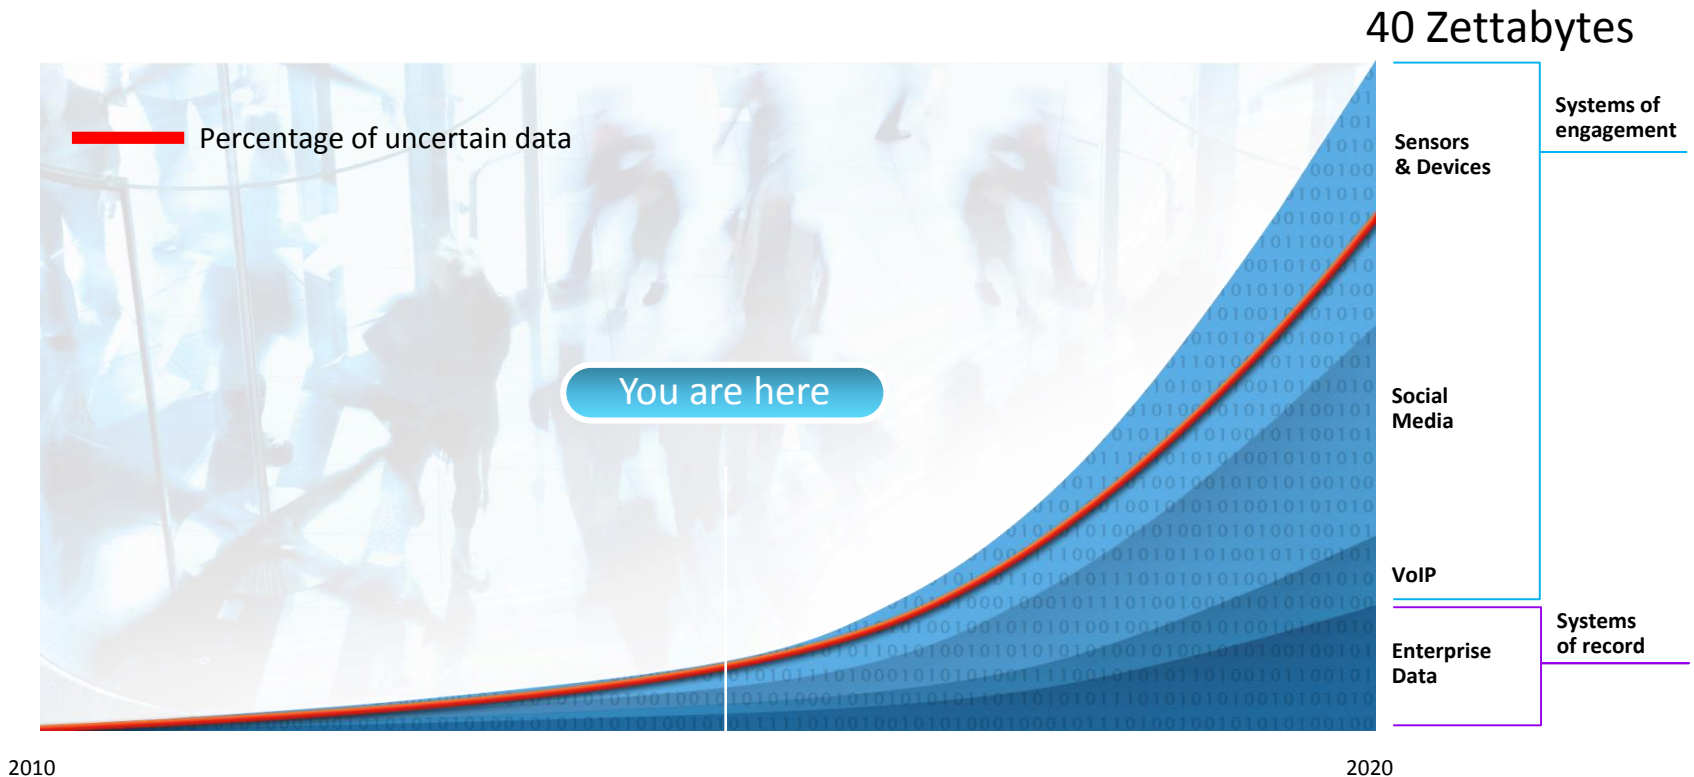 40 Zettabytes
Percentage of uncertain data
Systems of
engagement
Sensors
& Devices
You are here
Social
Media
VoIP
Systems
of record
Enterprise
Data
2010
2020